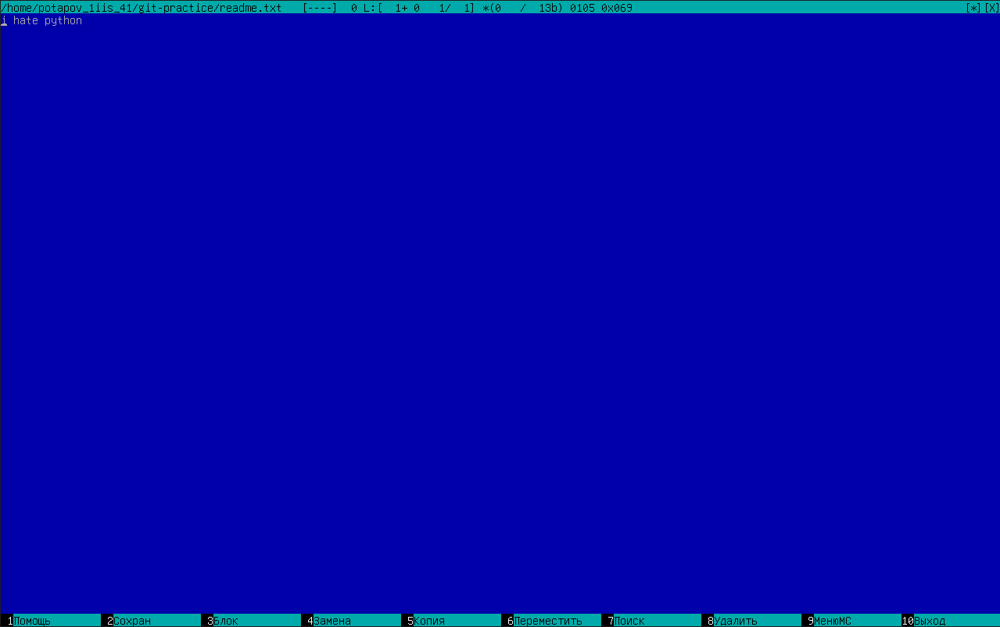 /home/potapov_1iis_41/git-practice/readme.txt [----] 0 L:[ 1+ 0 1/ 1] *(0 / 13b) 0105 0x069 [*][X]
i hate python
1Помощь 2Сохран 3Блок 4Замена 5Копия 6Переместить 7Поиск 8Удалить 9МенюMC 10Выход